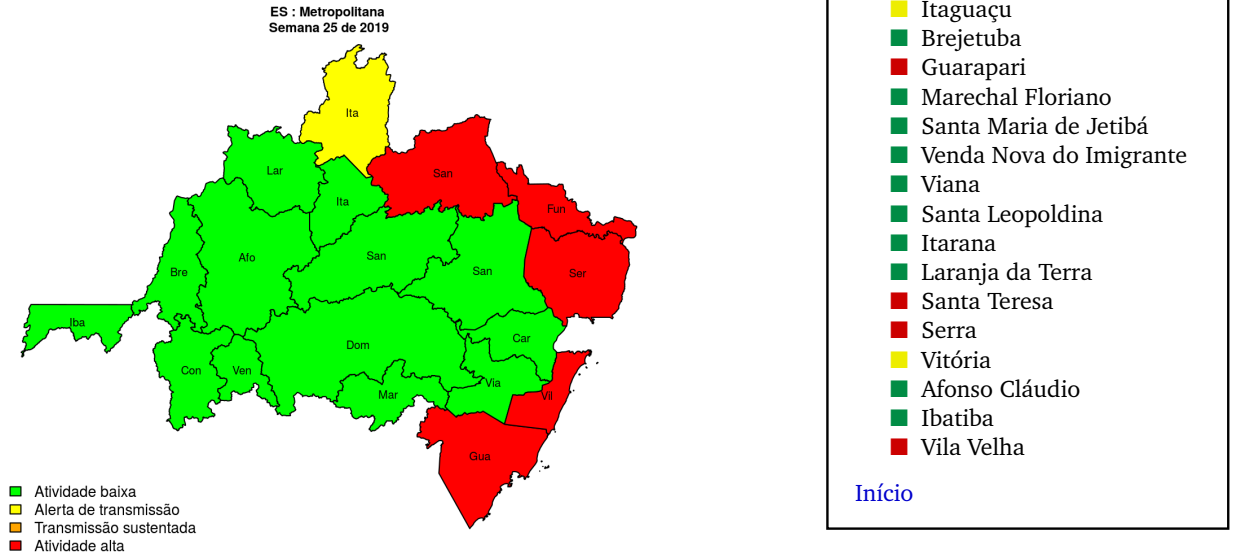 ES : Metropolitana
Semana 25 de 2019
Ita
Lar
San
Ita
Fun
Afo
San
San
Ser
Bre
Iba
Dom
Car
Con
Ven
Via
Mar
Vil
Gua
Atividade baixa
Alerta de transmissão
Transmissão sustentada
Atividade alta
Itaguaçu
Brejetuba
Guarapari
Marechal Floriano
Santa Maria de Jetibá
Venda Nova do Imigrante
Viana
Santa Leopoldina
Itarana
Laranja da Terra
Santa Teresa
Serra
Vitória
Afonso Cláudio
Ibatiba
Vila Velha
Início